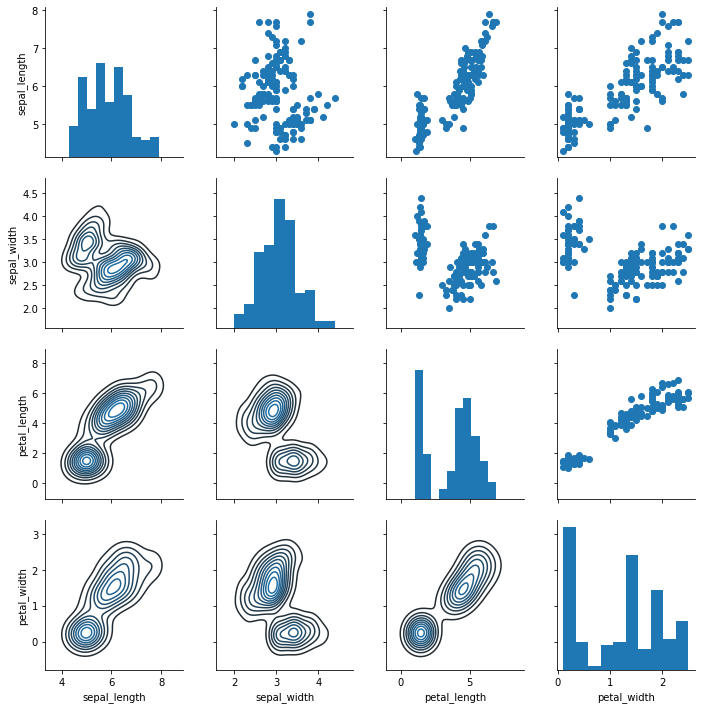 8
7
6
5
sepal_length
4.5
4.0
3.5
3.0
2.5
2.0
sepal_width
8
6
4
2
0
petal_length
3
2
1
0
petal_width
4 6 8
sepal_length
2 3 4
sepal_width
0 5
petal_length
0 1 2
petal_width